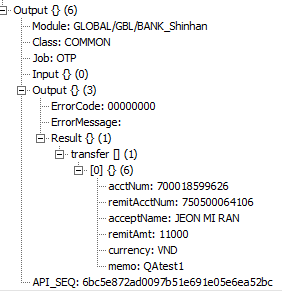 Output {} (6)
Module: GLOBAL/GBL/BANK_Shinhan
Class: COMMON
Job: OTP
Input {} (0)
Output {} (3)
ErrorCode: 00000000
ErrorMessage:
Result {} (1)
transfer [] (1)
[0] {} (6)
acctNum: 700018599626
remitAcctNum: 750500064106
acceptName: JEON MI RAN
remitAmt: 11000
currency: VND
memo: QAtest1
API_SEQ: 6bc5e872ad0097b51e691e05e6ea52bc